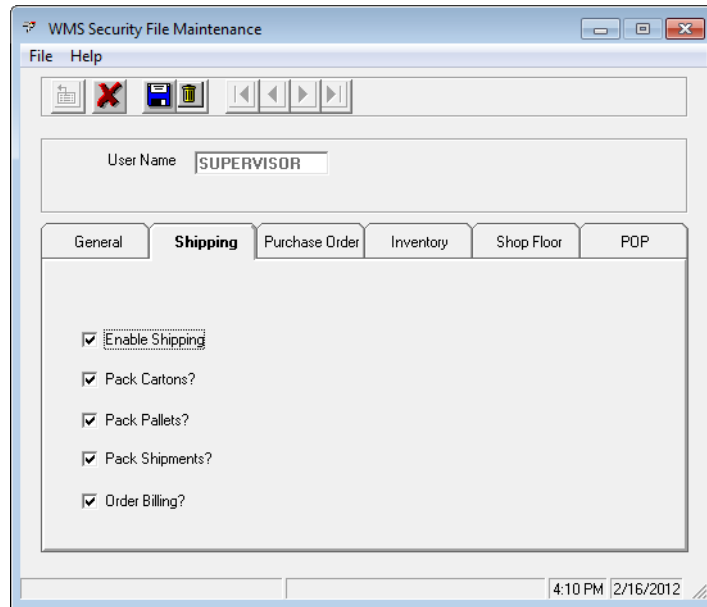 WMS Security File Maintenance
File Help
User Name SUPERVISOR
General Shipping Purchase Order Inventory Shop Floor POP
Enable Shipping
Pack Cartons?
Pack Pallets?
Pack Shipments?
Order Billing?
4:10 PM 2/16/2012